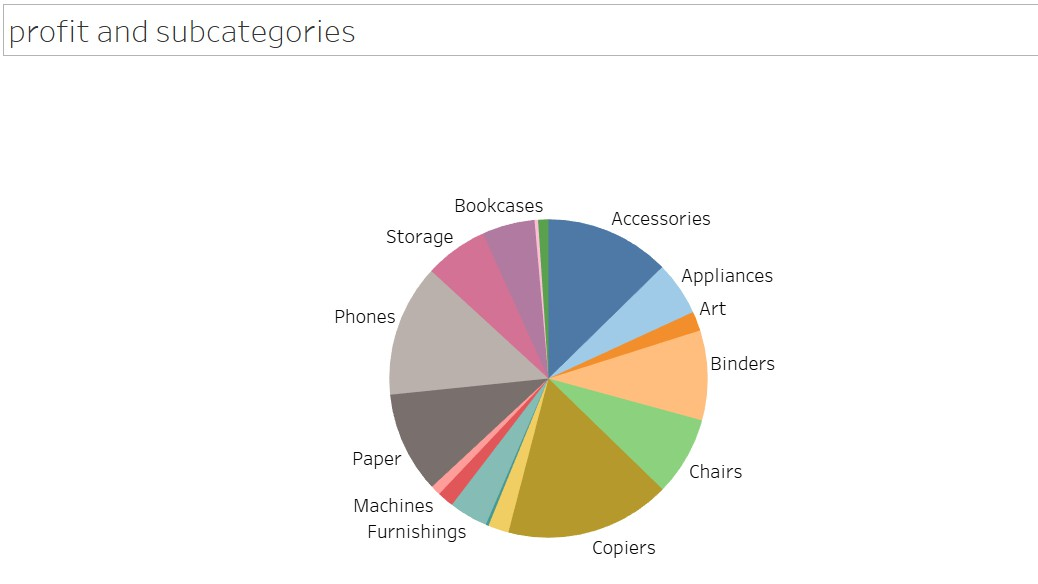 profit and subcategories
Bookcases
Accessories
Storage
Appliances
Art
Phones
Binders
Paper
Chairs
Machines
Furnishings
Copiers